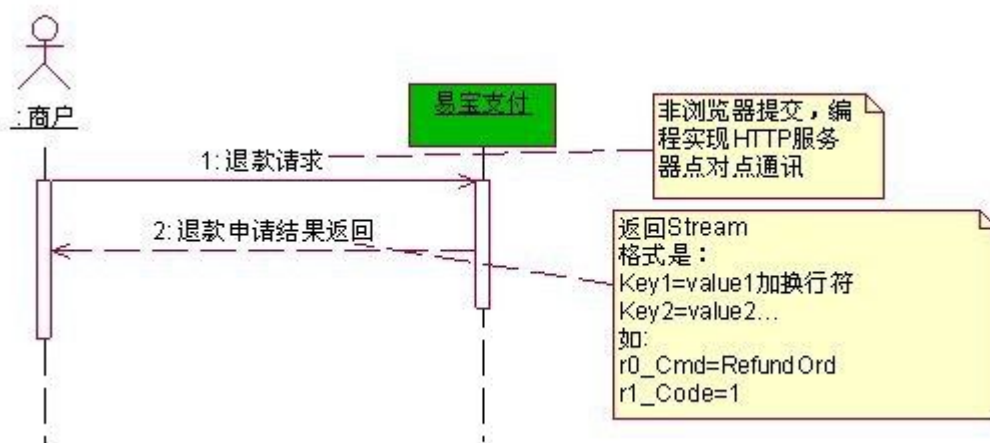 : 商户
易宝支付
非浏览器提交，编
程实现HTTP服务
器点对点通讯
1: 退款请求
2: 退款申请结果返回
返回Stream
格式是：
Key1=value1加换行符
Key2=value2...
如:
r0_Cmd=RefundOrd
r1_Code=1